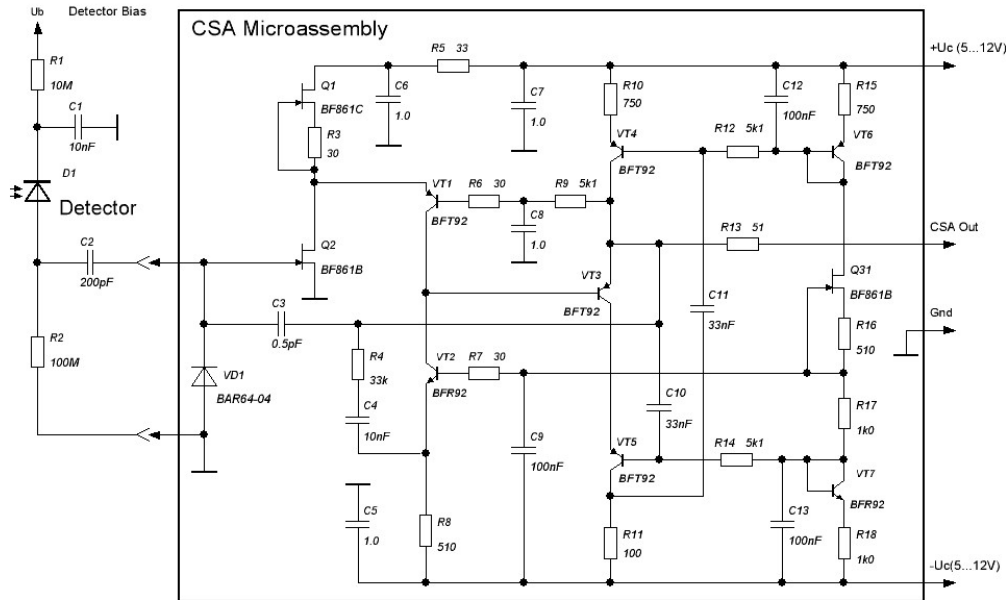 Ub Detector Bias
CSA Microassembly
R1
10M
C1
10nF
D1
Detector
C2
200pF
R2
100M
VD1
BAR64-04
C3
0.5pF
Q1
BF861C
R3
30
Q2
BF861B
R5 33
C6
1.0
C7
1.0
VT1
BFT92
R6 30
R9 5k1
C8
1.0
R10
750
VT4
BFT92
R12 5k1
C12
100nF
R15
750
VT6
BFT92
R13 51
VT3
BFT92
C11
33nF
Q31
BF861B
R16
510
R4
33k
C4
10nF
VT2
BFR92
R7 30
C9
100nF
C10
33nF
R17
1k0
VT5
BFT92
R14 5k1
VT7
BFR92
C5
1.0
R8
510
R11
100
C13
100nF
R18
1k0
+Uc (5...12V)
CSA Out
Gnd
-Uc(5...12V)